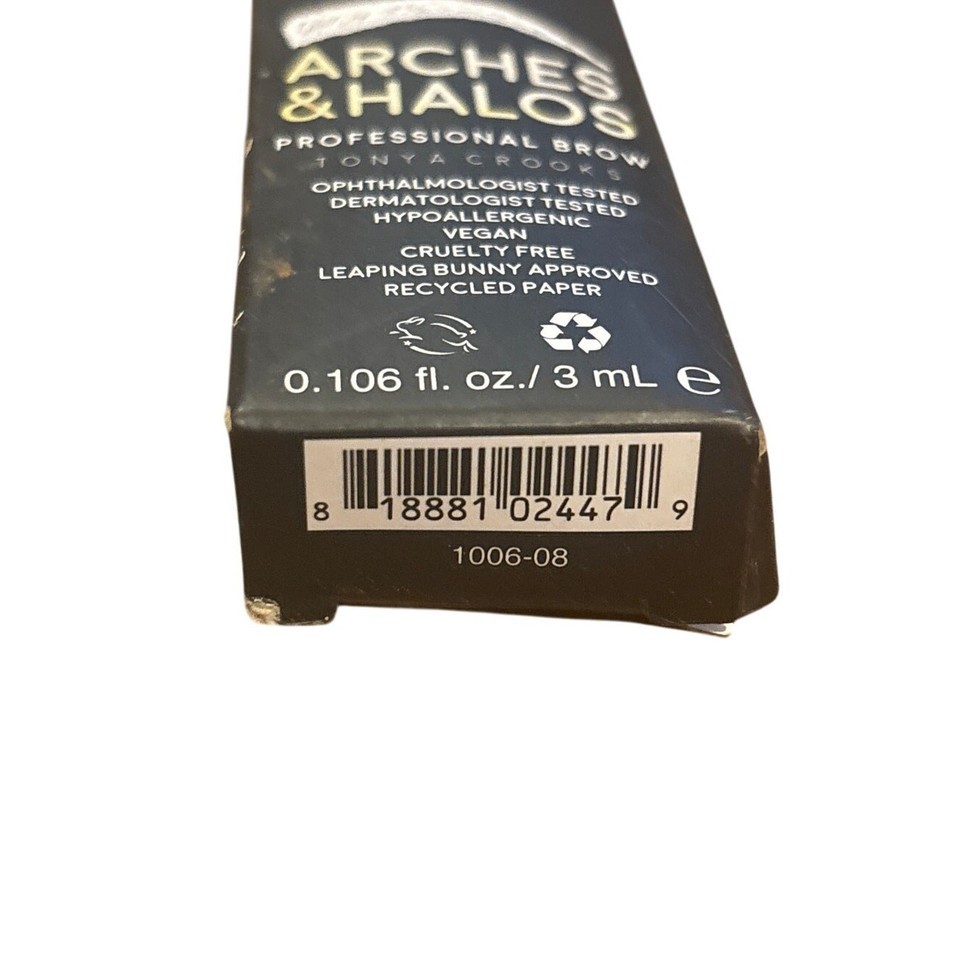 ARCHES
&HALOS
PROFESSIONAL BROW
TONYA CROOKS
OPHTHALMOLOGIST TESTED
DERMATOLOGIST TESTED
HYPOALLERGENIC
VEGAN
CRUELTY FREE
LEAPING BUNNY APPROVED
RECYCLED PAPER
0.106 fl. oz./ 3 mL ℮
8 18881 02447 9
1006-08